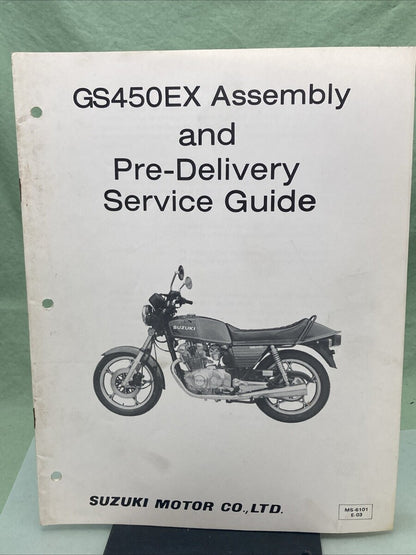 GS450EX Assembly
and
Pre-Delivery
Service Guide
SUZUKI
SUZUKI MOTOR CO.,LTD.
MS-6101
E-03